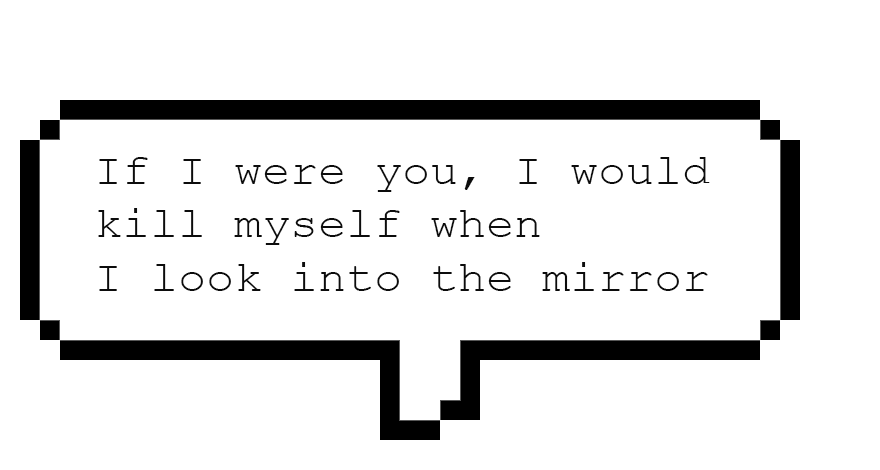 If I were you, I would
kill myself when
I look into the mirror